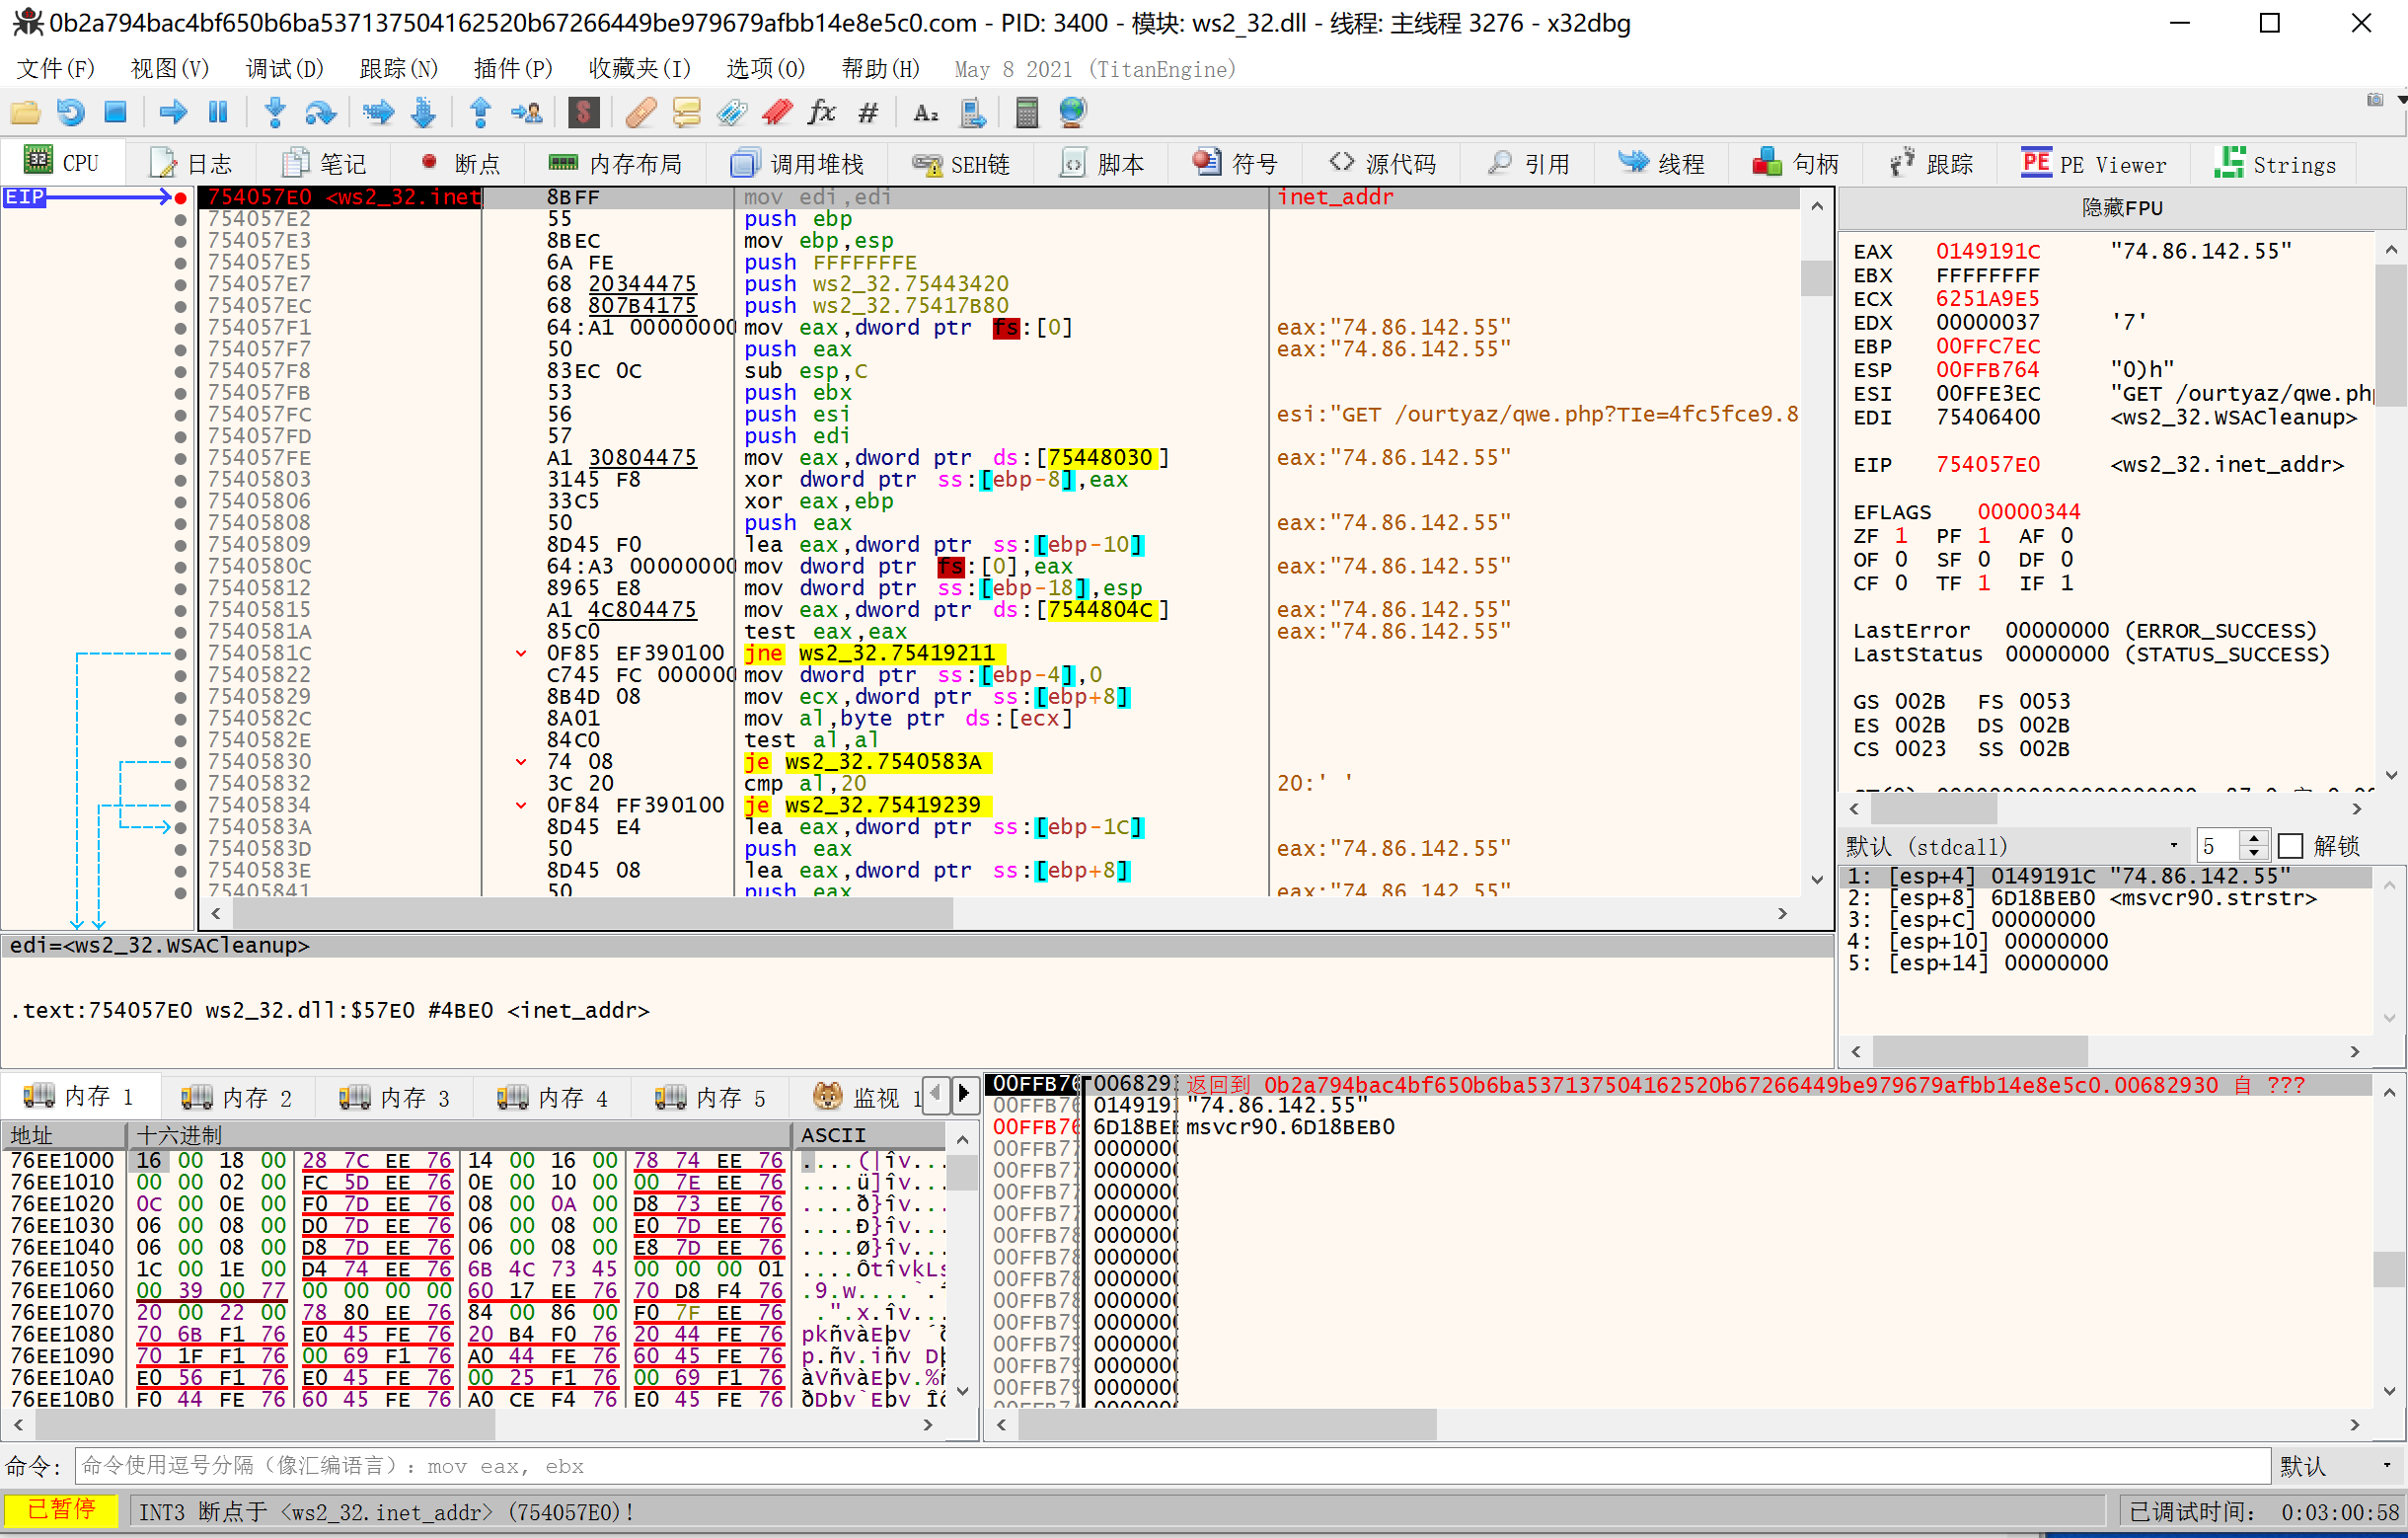 0b2a794bac4bf650b6ba537137504162520b67266449be979679afbb14e8e5c0.com - PID: 3400 - 模块: ws2_32.dll - 线程: 主线程 3276 - x32dbg
文件(F) 视图(V) 调试(D) 跟踪(N) 插件(P) 收藏夹(I) 选项(O) 帮助(H) May 8 2021 (TitanEngine)
CPU 日志 笔记 断点 内存布局 调用堆栈 SEH链 脚本 符号 源代码 引用 线程 句柄 跟踪 PE Viewer Strings
EIP 754057E0 <ws2_32.inet 8BFF mov edi,edi inet_addr
754057E2 55 push ebp
754057E3 8BEC mov ebp,esp
754057E5 6A FE push FFFFFFFE
754057E7 68 20344475 push ws2_32.75443420
754057EC 68 807B4175 push ws2_32.75417B80
754057F1 64:A1 00000000 mov eax,dword ptr fs:[0] eax:"74.86.142.55"
754057F7 50 push eax eax:"74.86.142.55"
754057F8 83EC 0C sub esp,C
754057FB 53 push ebx
754057FC 56 push esi esi:"GET /ourtyaz/qwe.php?TIe=4fc5fce9.8
754057FD 57 push edi
754057FE A1 30804475 mov eax,dword ptr ds:[75448030] eax:"74.86.142.55"
75405803 3145 F8 xor dword ptr ss:[ebp-8],eax
75405806 33C5 xor eax,ebp
75405808 50 push eax eax:"74.86.142.55"
75405809 8D45 F0 lea eax,dword ptr ss:[ebp-10]
7540580C 64:A3 00000000 mov dword ptr fs:[0],eax eax:"74.86.142.55"
75405812 8965 E8 mov dword ptr ss:[ebp-18],esp
75405815 A1 4C804475 mov eax,dword ptr ds:[7544804C] eax:"74.86.142.55"
7540581A 85C0 test eax,eax eax:"74.86.142.55"
7540581C 0F85 EF390100 jne ws2_32.75419211
75405822 C745 FC 000000 mov dword ptr ss:[ebp-4],0
75405829 8B4D 08 mov ecx,dword ptr ss:[ebp+8]
7540582C 8A01 mov al,byte ptr ds:[ecx]
7540582E 84C0 test al,al
75405830 74 08 je ws2_32.7540583A
75405832 3C 20 cmp al,20 20:' '
75405834 0F84 FF390100 je ws2_32.75419239
7540583A 8D45 E4 lea eax,dword ptr ss:[ebp-1C]
7540583D 50 push eax eax:"74.86.142.55"
7540583E 8D45 08 lea eax,dword ptr ss:[ebp+8]
75405841 50 push eax eax:"74.86.142.55"
隐藏FPU
EAX 0149191C "74.86.142.55"
EBX FFFFFFFF
ECX 6251A9E5
EDX 00000037 '7'
EBP 00FFC7EC
ESP 00FFB764 "0)h"
ESI 00FFE3EC "GET /ourtyaz/qwe.php
EDI 75406400 <ws2_32.WSACleanup>
EIP 754057E0 <ws2_32.inet_addr>
EFLAGS 00000344
ZF 1 PF 1 AF 0
OF 0 SF 0 DF 0
CF 0 TF 1 IF 1
LastError 00000000 (ERROR_SUCCESS)
LastStatus 00000000 (STATUS_SUCCESS)
GS 002B FS 0053
ES 002B DS 002B
CS 0023 SS 002B
默认 (stdcall) 5 解锁
1: [esp+4] 0149191C "74.86.142.55"
2: [esp+8] 6D18BEB0 <msvcr90.strstr>
3: [esp+C] 00000000
4: [esp+10] 00000000
5: [esp+14] 00000000
edi=<ws2_32.WSACleanup>
.text:754057E0 ws2_32.dll:$57E0 #4BE0 <inet_addr>
内存 1 内存 2 内存 3 内存 4 内存 5 监视 1
地址 十六进制 ASCII
76EE1000 16 00 18 00 28 7C EE 76 14 00 16 00 78 74 EE 76 ....(|îv...
76EE1010 00 00 02 00 FC 5D EE 76 0E 00 10 00 00 7E EE 76 ....ü]îv...
76EE1020 0C 00 0E 00 F0 7D EE 76 08 00 0A 00 D8 73 EE 76 ....ð}îv...
76EE1030 06 00 08 00 D0 7D EE 76 06 00 08 00 E0 7D EE 76 ....Ð}îv...
76EE1040 06 00 08 00 D8 7D EE 76 06 00 08 00 E8 7D EE 76 ....Ø}îv...
76EE1050 1C 00 1E 00 D4 74 EE 76 6B 4C 73 45 00 00 00 01 ....ÔtîvkLs
76EE1060 00 39 00 77 00 00 00 00 60 17 EE 76 70 D8 F4 76 .9.w....`.
76EE1070 20 00 22 00 78 80 EE 76 84 00 86 00 F0 7F EE 76 .".x.îv...
76EE1080 70 6B F1 76 E0 45 FE 76 20 B4 F0 76 20 44 FE 76 pkñvàEþv ´ð
76EE1090 70 1F F1 76 00 69 F1 76 A0 44 FE 76 60 45 FE 76 p.ñv.iñv Dþ
76EE10A0 E0 56 F1 76 E0 45 FE 76 00 25 F1 76 00 69 F1 76 àVñvàEþv.%ñ
76EE10B0 F0 44 FE 76 60 45 FE 76 A0 CE F4 76 E0 45 FE 76 ðDþv`Eþv Îô
00FFB76 0068293 返回到 0b2a794bac4bf650b6ba537137504162520b67266449be979679afbb14e8e5c0.00682930 自 ???
00FFB76 0149191 "74.86.142.55"
00FFB76 6D18BEB msvcr90.6D18BEB0
00FFB77 0000000
00FFB77 0000000
00FFB77 0000000
00FFB77 0000000
00FFB78 0000000
00FFB78 0000000
00FFB78 0000000
00FFB78 0000000
00FFB79 0000000
00FFB79 0000000
00FFB79 0000000
00FFB79 0000000
命令: 命令使用逗号分隔（像汇编语言）: mov eax, ebx 默认
已暂停 INT3 断点于 <ws2_32.inet_addr> (754057E0)! 已调试时间: 0:03:00:58